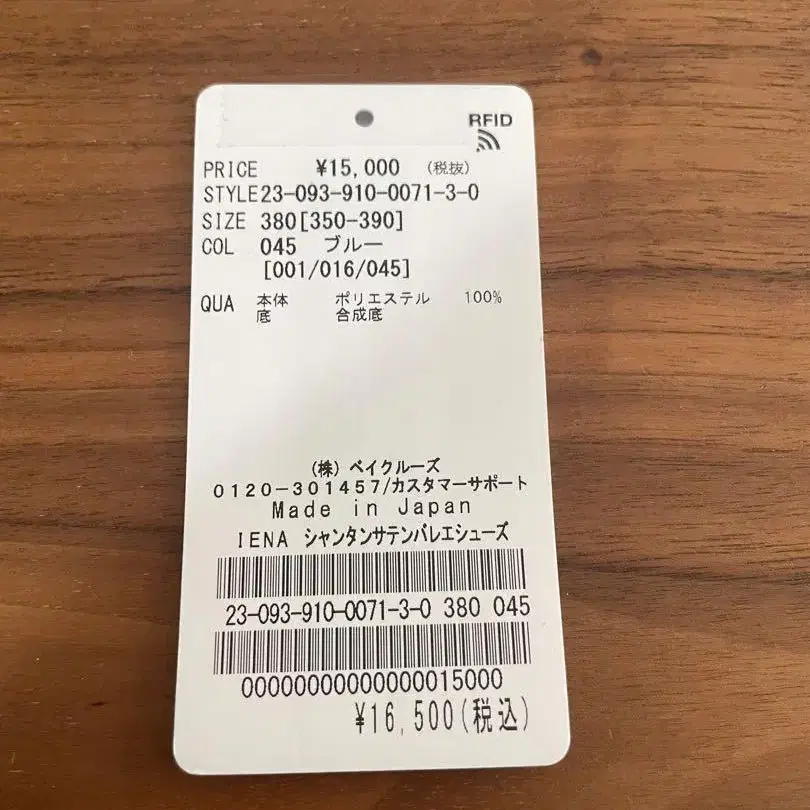 RFID
PRICE ¥15,000 (税抜)
STYLE23-093-910-0071-3-0
SIZE 380[350-390]
COL 045 ブルー
[001/016/045]
QUA 本体 ポリエステル 100%
底 合成底
(株) ベイクルーズ
0120-301457/カスタマーサポート
Made in Japan
IENA シャンタンサテンバレエシューズ
23-093-910-0071-3-0 380 045
00000000000000015000
¥16,500(税込)